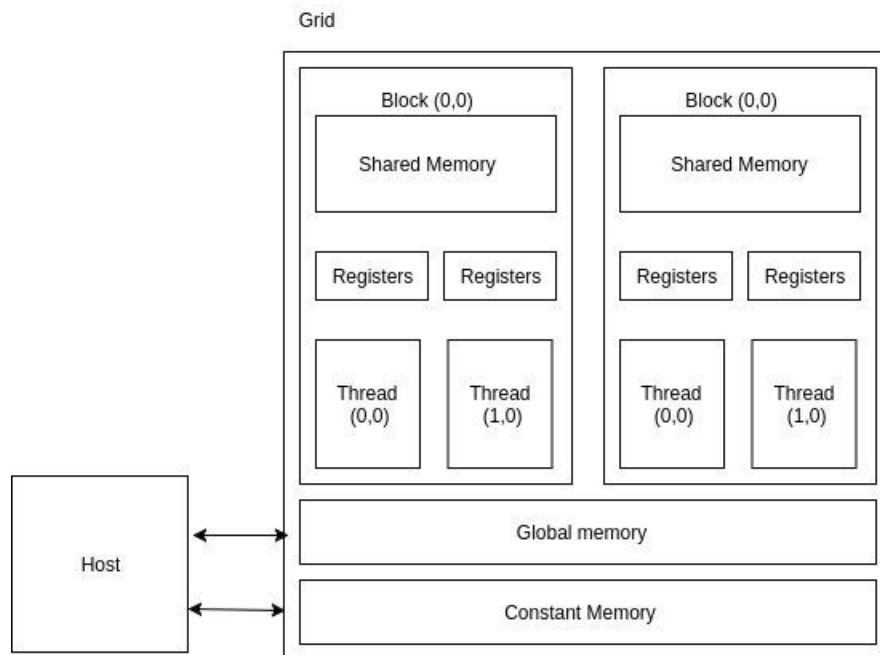 Grid
Block (0,0)
Shared Memory
Registers
Registers
Thread
(0,0)
Thread
(1,0)
Block (0,0)
Shared Memory
Registers
Registers
Thread
(0,0)
Thread
(1,0)
Host
Global memory
Constant Memory